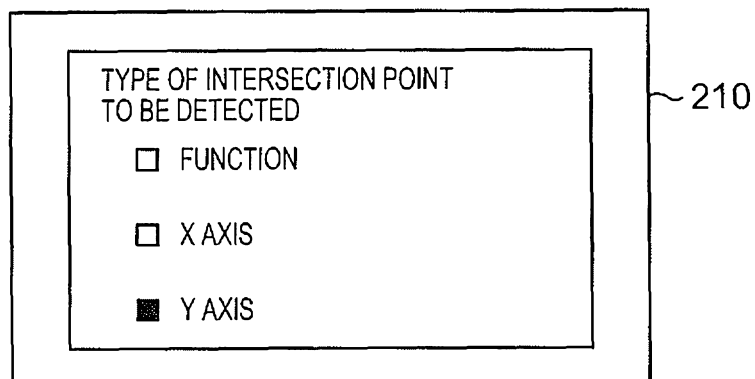 TYPE OF INTERSECTION POINT
TO BE DETECTED
FUNCTION
X AXIS
Y AXIS
210